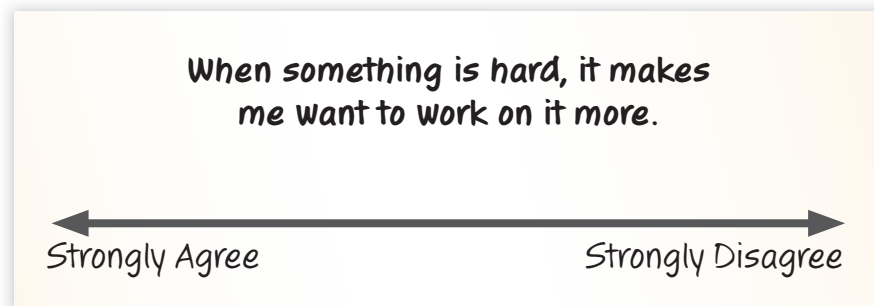 When something is hard, it makes
me want to work on it more.
Strongly Agree
Strongly Disagree